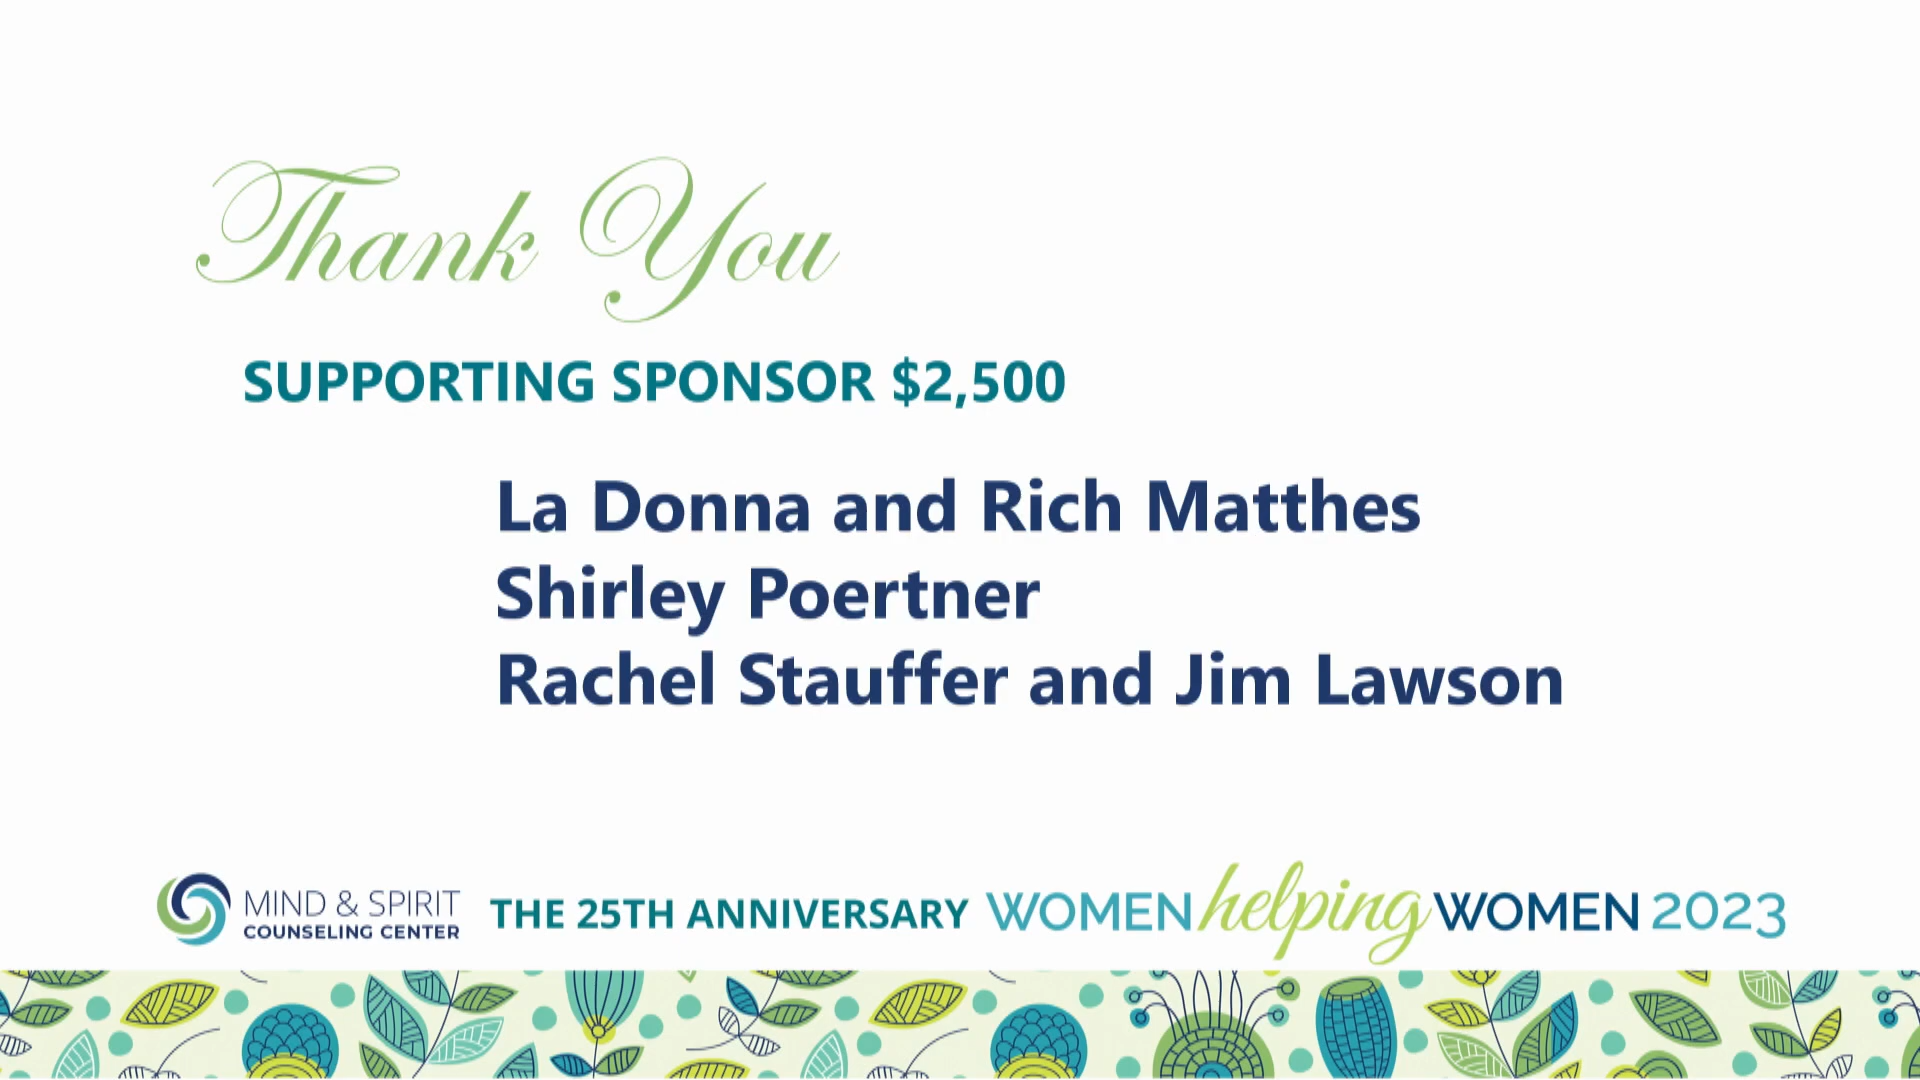 Thank You
SUPPORTING SPONSOR $2,500
La Donna and Rich Matthes
Shirley Poertner
Rachel Stauffer and Jim Lawson
MIND & SPIRIT
COUNSELING CENTER
THE 25TH ANNIVERSARY
WOMEN helping WOMEN 2023